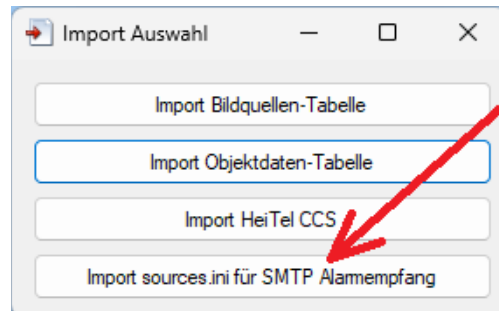 Import Auswahl
Import Bildquellen-Tabelle
Import Objektdaten-Tabelle
Import HeiTel CCS
Import sources.ini für SMTP Alarmempfang